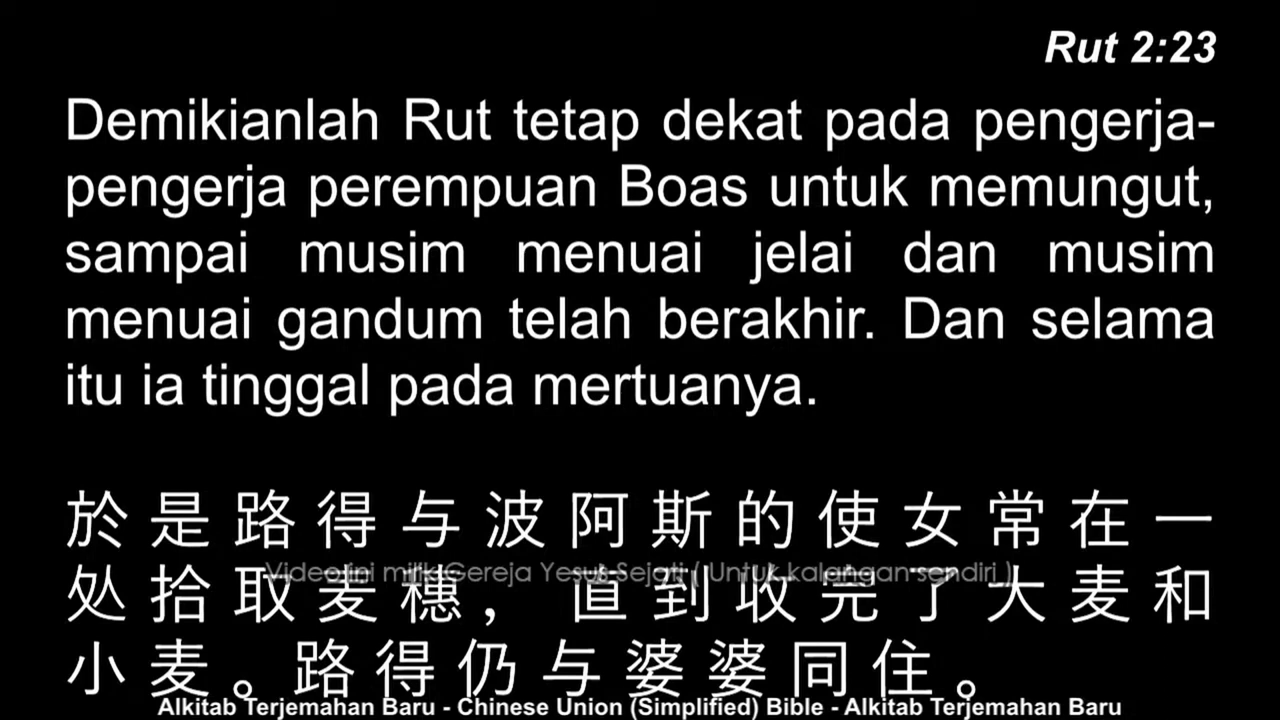 Rut 2:23
Demikianlah Rut tetap dekat pada pengerja-
pengerja perempuan Boas untuk memungut,
sampai musim menuai jelai dan musim
menuai gandum telah berakhir. Dan selama
itu ia tinggal pada mertuanya.
於是路得与波阿斯的使女常在一
Video ini milik Gereja Yesus Sejati ( Untuk kalangan sendiri )
处拾取麦穗，直到收完了大麦和
小麦。路得仍与婆婆同住。
Alkitab Terjemahan Baru - Chinese Union (Simplified) Bible - Alkitab Terjemahan Baru